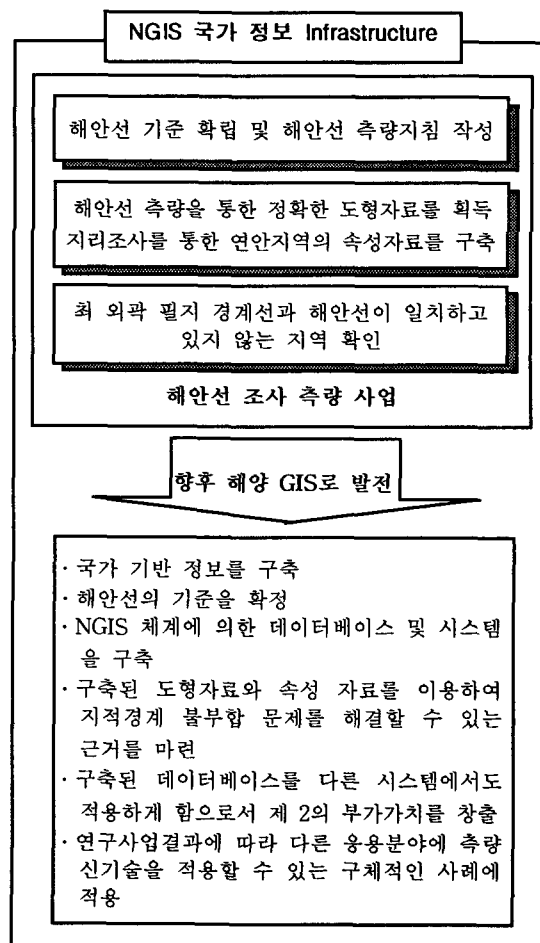 NGIS 국가 정보 Infrastructure
해안선 기준 확립 및 해안선 측량지침 작성
해안선 측량을 통한 정확한 도형자료를 획득
지리조사를 통한 연안지역의 속성자료를 구축
최 외곽 필지 경계선과 해안선이 일치하고
있지 않는 지역 확인
해안선 조사 측량 사업
향후 해양 GIS로 발전
· 국가 기반 정보를 구축
· 해안선의 기준을 확정
· NGIS 체계에 의한 데이터베이스 및 시스템
을 구축
· 구축된 도형자료와 속성 자료를 이용하여
지적경계 불부합 문제를 해결할 수 있는
근거를 마련
· 구축된 데이터베이스를 다른 시스템에서도
적용하게 함으로서 제 2의 부가가치를 창출
· 연구사업결과에 따라 다른 응용분야에 측량
신기술을 적용할 수 있는 구체적인 사례에
적용